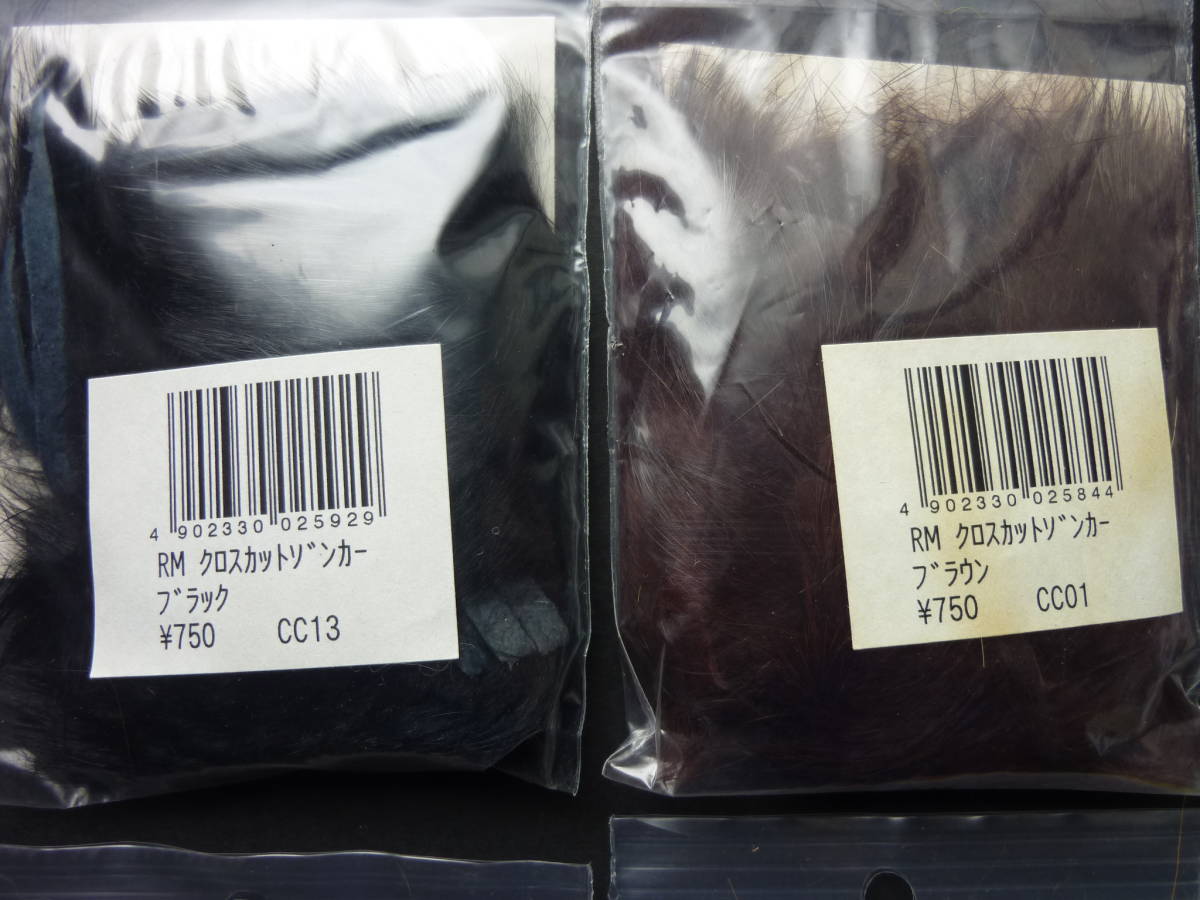 4 902330 025929
RM ｸﾛｽｶｯﾄｿﾞﾝｶｰ
ﾌﾞﾗｯｸ
¥750 CC13
4 902330 025844
RM ｸﾛｽｶｯﾄｿﾞﾝｶｰ
ﾌﾞﾗｳﾝ
¥750 CC01